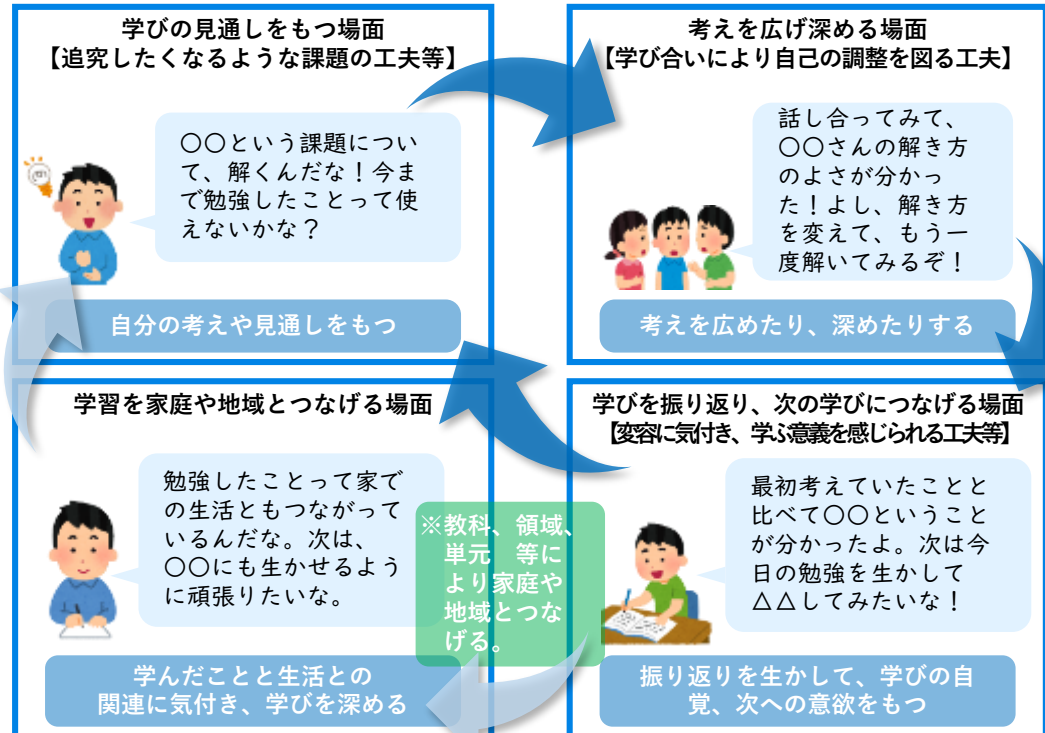 学びの見通しをもつ場面
【追究したくなるような課題の工夫等】
〇〇という課題につい
て、解くんだな！今ま
で勉強したことって使
えないかな？
自分の考えや見通しをもつ
考えを広げ深める場面
【学び合いにより自己の調整を図る工夫】
話し合ってみて、
〇〇さんの解き方
のよさが分かっ
た！よし、解き方
を変えて、もう一
度解いてみるぞ！
考えを広めたり、深めたりする
学習を家庭や地域とつなげる場面
勉強したことって家で
の生活ともつながって
いるんだな。次は、
〇〇にも生かせるよう
に頑張りたいな。
学んだことと生活との
関連に気付き、学びを深める
※教科、領域、
単元　等に
より家庭や
地域とつな
げる。
学びを振り返り、次の学びにつなげる場面
【変容に気付き、学ぶ意義を感じられる工夫等】
最初考えていたことと
比べて〇〇ということ
が分かったよ。次は今
日の勉強を生かして
△△してみたいな！
振り返りを生かして、学びの自
覚、次への意欲をもつ